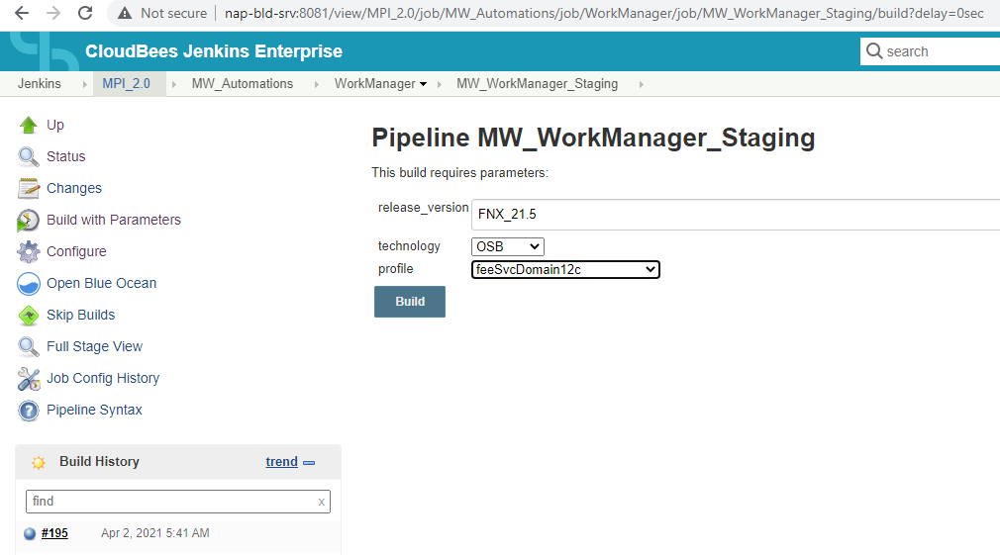 Not secure | nap-bld-srv:8081/view/MPI_2.0/job/MW_Automations/job/WorkManager/job/MW_WorkManager_Staging/build?delay=0sec
CloudBees Jenkins Enterprise
search
Jenkins MPI_2.0 MW_Automations WorkManager MW_WorkManager_Staging
Up
Status
Changes
Build with Parameters
Configure
Open Blue Ocean
Skip Builds
Full Stage View
Job Config History
Pipeline Syntax
Build History trend
find x
#195 Apr 2, 2021 5:41 AM
Pipeline MW_WorkManager_Staging
This build requires parameters:
release_version FNX_21.5
technology OSB
profile feeSvcDomain12c
Build